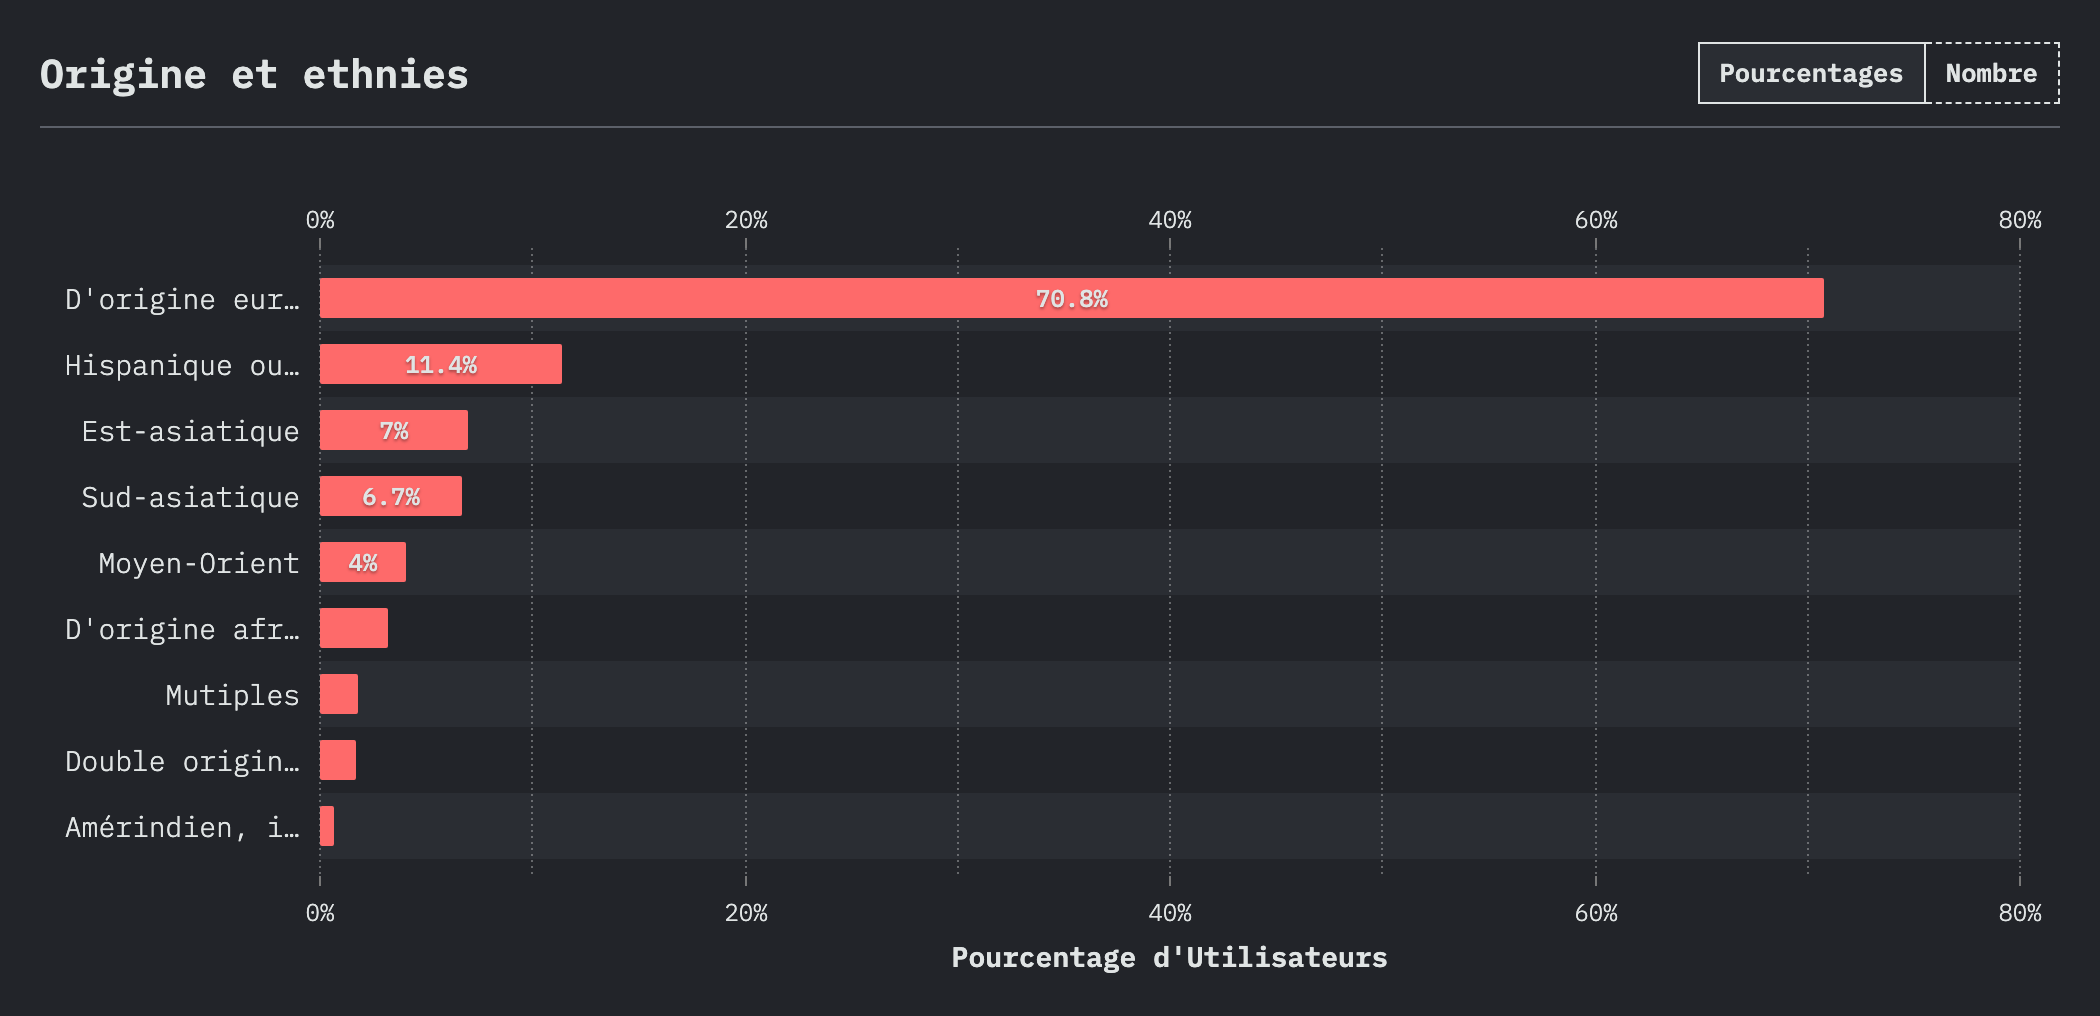 Origine et ethnies
Pourcentages Nombre
0% 20% 40% 60% 80%
D'origine eur… 70.8%
Hispanique ou… 11.4%
Est-asiatique 7%
Sud-asiatique 6.7%
Moyen-Orient 4%
D'origine afr…
Mutiples
Double origin…
Amérindien, i…
0% 20% 40% 60% 80%
Pourcentage d'Utilisateurs